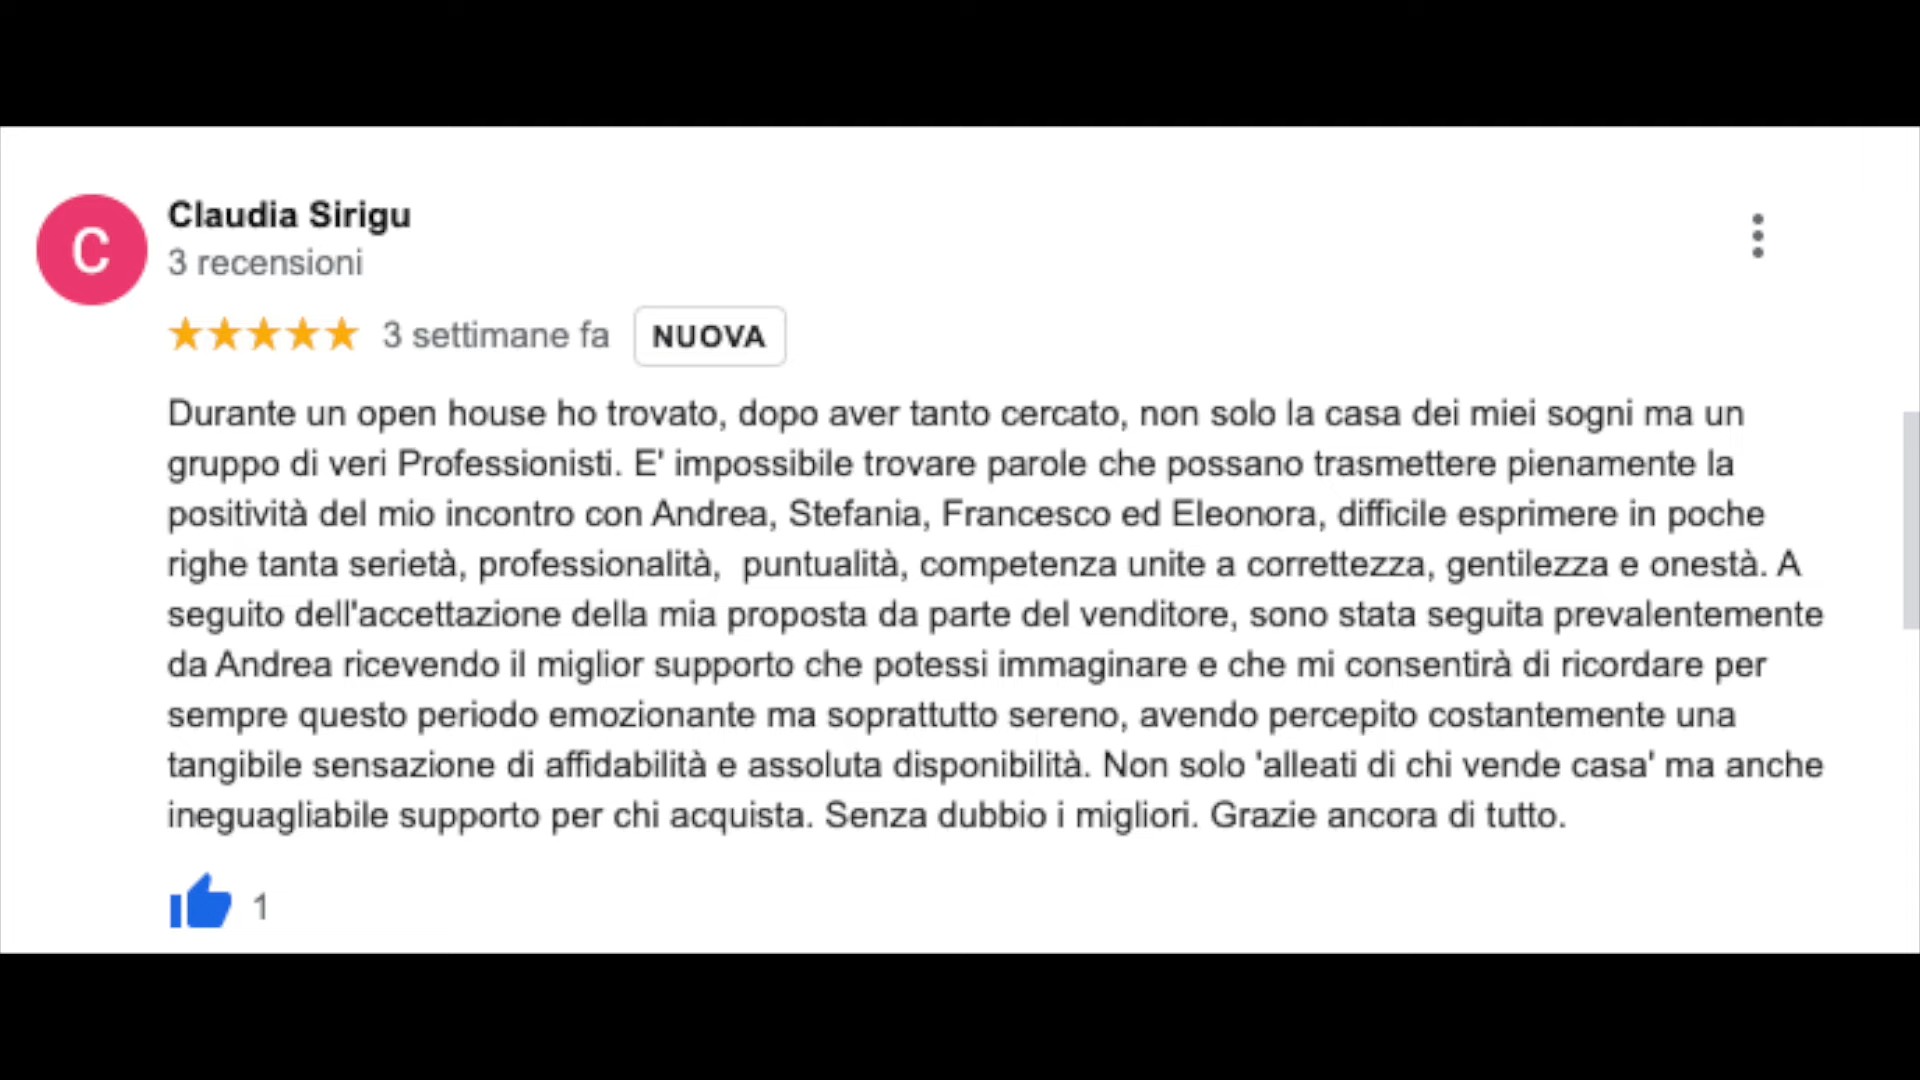 C
Claudia Sirigu
3 recensioni
3 settimane fa NUOVA
Durante un open house ho trovato, dopo aver tanto cercato, non solo la casa dei miei sogni ma un
gruppo di veri Professionisti. E' impossibile trovare parole che possano trasmettere pienamente la
positività del mio incontro con Andrea, Stefania, Francesco ed Eleonora, difficile esprimere in poche
righe tanta serietà, professionalità,  puntualità, competenza unite a correttezza, gentilezza e onestà. A
seguito dell'accettazione della mia proposta da parte del venditore, sono stata seguita prevalentemente
da Andrea ricevendo il miglior supporto che potessi immaginare e che mi consentirà di ricordare per
sempre questo periodo emozionante ma soprattutto sereno, avendo percepito costantemente una
tangibile sensazione di affidabilità e assoluta disponibilità. Non solo 'alleati di chi vende casa' ma anche
ineguagliabile supporto per chi acquista. Senza dubbio i migliori. Grazie ancora di tutto.
1